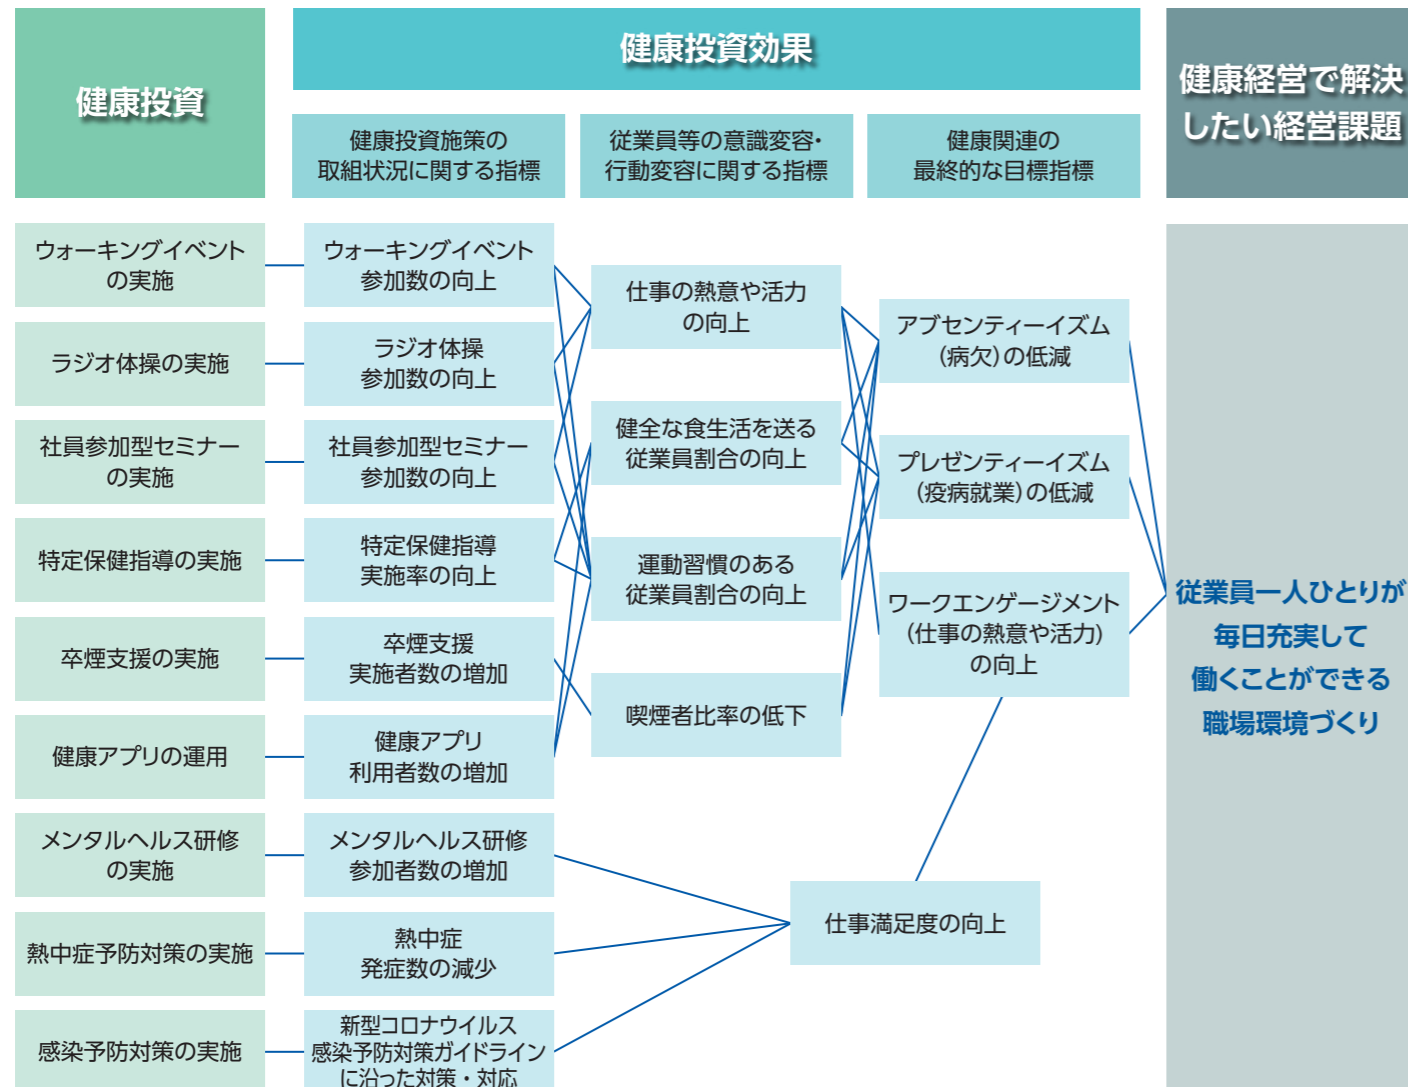 健康投資
健康投資効果
健康経営で解決
したい経営課題
健康投資施策の
取組状況に関する指標
従業員等の意識変容・
行動変容に関する指標
健康関連の
最終的な目標指標
ウォーキングイベント
の実施
ラジオ体操の実施
社員参加型セミナー
の実施
特定保健指導の実施
卒煙支援の実施
健康アプリの運用
メンタルヘルス研修
の実施
熱中症予防対策の実施
感染予防対策の実施
ウォーキングイベント
参加数の向上
ラジオ体操
参加数の向上
社員参加型セミナー
参加数の向上
特定保健指導
実施率の向上
卒煙支援
実施者数の増加
健康アプリ
利用者数の増加
メンタルヘルス研修
参加者数の増加
熱中症
発症数の減少
新型コロナウイルス
感染予防対策ガイドライン
に沿った対策・対応
仕事の熱意や活力
の向上
健全な食生活を送る
従業員割合の向上
運動習慣のある
従業員割合の向上
喫煙者比率の低下
仕事満足度の向上
アブセンティーイズム
(病欠)の低減
プレゼンティーイズム
(疫病就業)の低減
ワークエンゲージメント
(仕事の熱意や活力)
の向上
従業員一人ひとりが
毎日充実して
働くことができる
職場環境づくり